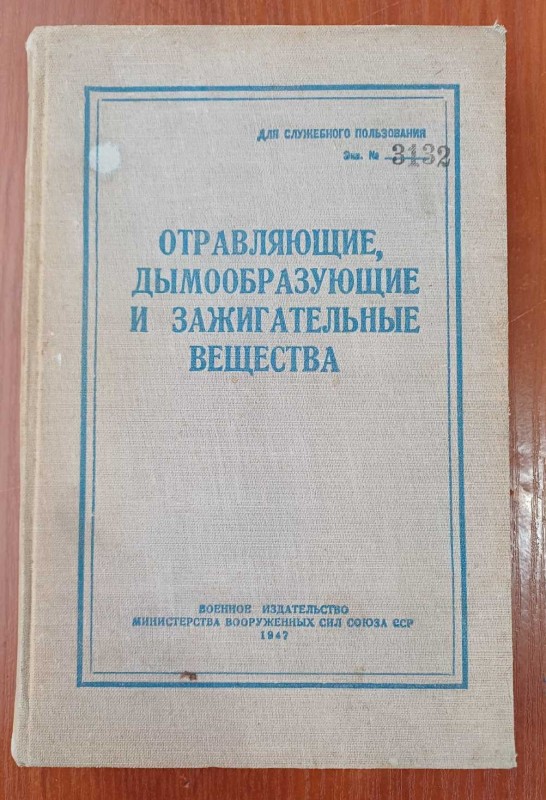 ДЛЯ СЛУЖЕБНОГО ПОЛЬЗОВАНИЯ
Экз. № 3132
ОТРАВЛЯЮЩИЕ,
ДЫМООБРАЗУЮЩИЕ
И ЗАЖИГАТЕЛЬНЫЕ
ВЕЩЕСТВА
ВОЕННОЕ ИЗДАТЕЛЬСТВО
МИНИСТЕРСТВА ВООРУЖЕННЫХ СИЛ СОЮЗА ССР
1947